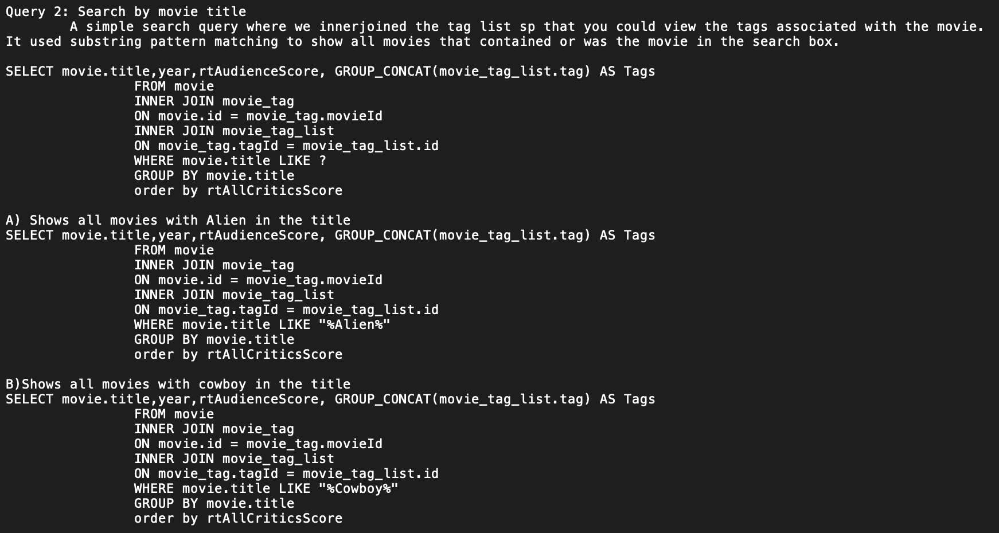 Query 2: Search by movie title
A simple search query where we innerjoined the tag list sp that you could view the tags associated with the movie.
It used substring pattern matching to show all movies that contained or was the movie in the search box.
SELECT movie.title,year,rtAudienceScore, GROUP_CONCAT(movie_tag_list.tag) AS Tags
FROM movie
INNER JOIN movie_tag
ON movie.id = movie_tag.movieId
INNER JOIN movie_tag_list
ON movie_tag.tagId = movie_tag_list.id
WHERE movie.title LIKE ?
GROUP BY movie.title
order by rtAllCriticsScore
A) Shows all movies with Alien in the title
SELECT movie.title,year,rtAudienceScore, GROUP_CONCAT(movie_tag_list.tag) AS Tags
FROM movie
INNER JOIN movie_tag
ON movie.id = movie_tag.movieId
INNER JOIN movie_tag_list
ON movie_tag.tagId = movie_tag_list.id
WHERE movie.title LIKE "%Alien%"
GROUP BY movie.title
order by rtAllCriticsScore
B)Shows all movies with cowboy in the title
SELECT movie.title,year,rtAudienceScore, GROUP_CONCAT(movie_tag_list.tag) AS Tags
FROM movie
INNER JOIN movie_tag
ON movie.id = movie_tag.movieId
INNER JOIN movie_tag_list
ON movie_tag.tagId = movie_tag_list.id
WHERE movie.title LIKE "%Cowboy%"
GROUP BY movie.title
order by rtAllCriticsScore